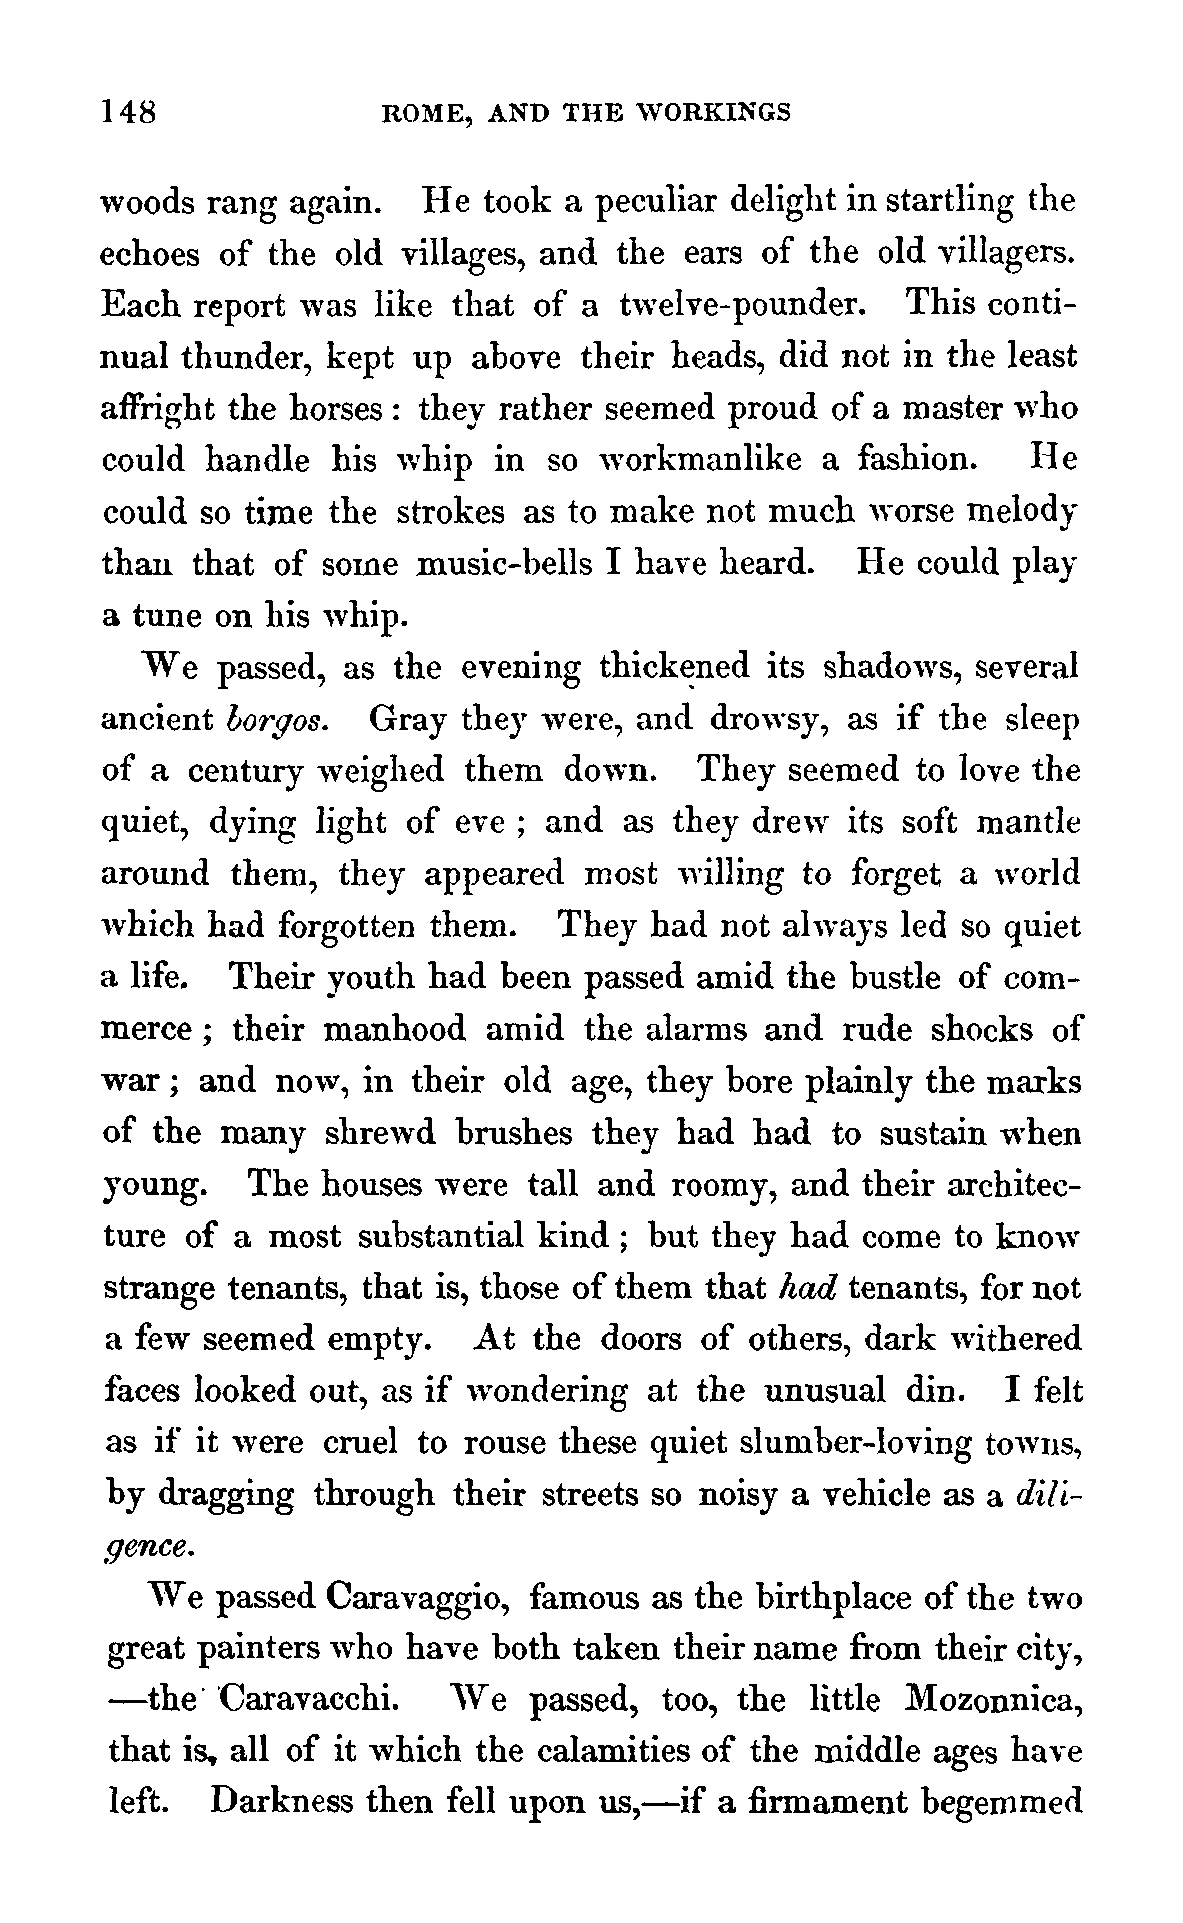 148 ROME, AND THE WORKINGS
woods rang again. He took a peculiar delight in startling the
echoes of the old villages, and the ears of the old villagers.
Each report was like that of a twelve-pounder. This conti-
nual thunder, kept up above their heads, did not in the least
affright the horses : they rather seemed proud of a master who
could handle his whip in so workmanlike a fashion. He
could so time the strokes as to make not much worse melody
than that of some music-bells I have heard. He could play
a tune on his whip.
We passed, as the evening thickened its shadows, several
ancient borgos. Gray they were, and drowsy, as if the sleep
of a century weighed them down. They seemed to love the
quiet, dying light of eve ; and as they drew its soft mantle
around them, they appeared most willing to forget a world
which had forgotten them. They had not always led so quiet
a life. Their youth had been passed amid the bustle of com-
merce ; their manhood amid the alarms and rude shocks of
war ; and now, in their old age, they bore plainly the marks
of the many shrewd brushes they had had to sustain when
young. The houses were tall and roomy, and their architec-
ture of a most substantial kind ; but they had come to know
strange tenants, that is, those of them that had tenants, for not
a few seemed empty. At the doors of others, dark withered
faces looked out, as if wondering at the unusual din. I felt
as if it were cruel to rouse these quiet slumber-loving towns,
by dragging through their streets so noisy a vehicle as a dili-
gence.
We passed Caravaggio, famous as the birthplace of the two
great painters who have both taken their name from their city,
—the Caravacchi. We passed, too, the little Mozonnica,
that is, all of it which the calamities of the middle ages have
left. Darkness then fell upon us,—if a firmament begemmed